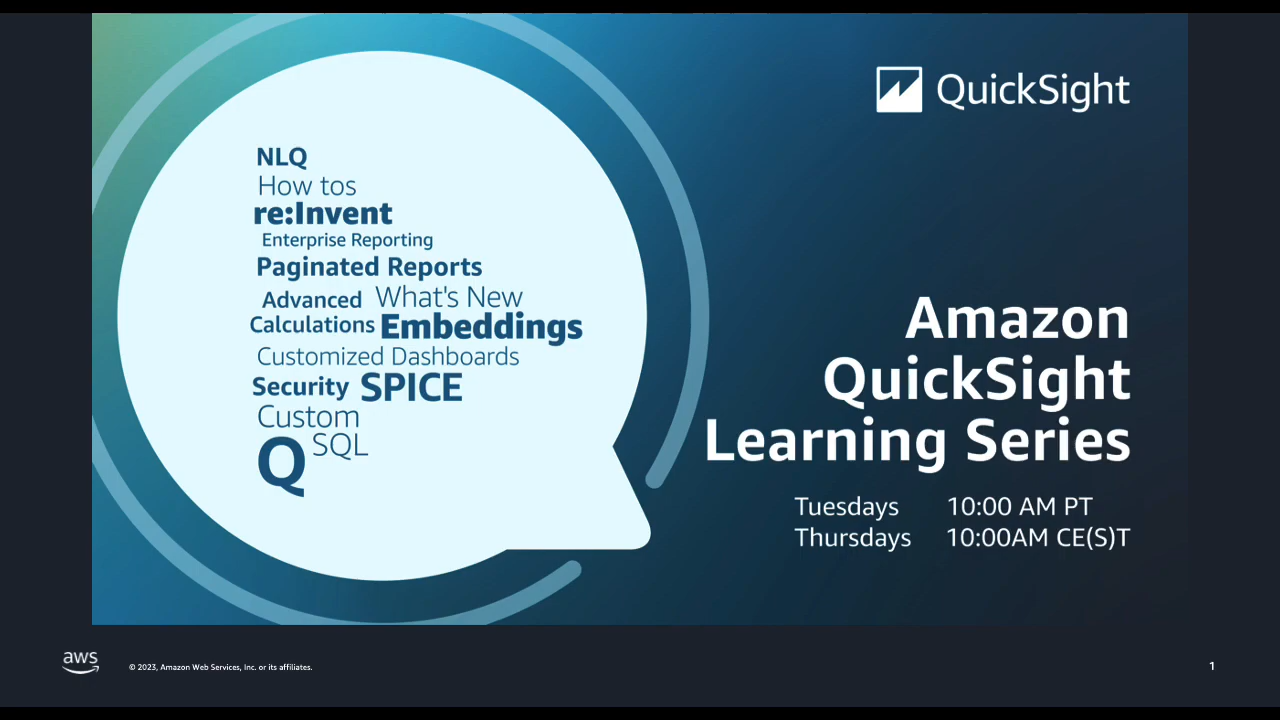 QuickSight
NLQ
How tos
re:Invent
Enterprise Reporting
Paginated Reports
Advanced What's New
Calculations Embeddings
Customized Dashboards
Security SPICE
Custom
Q SQL
Amazon
QuickSight
Learning Series
Tuesdays 10:00 AM PT
Thursdays 10:00AM CE(S)T
aws
© 2023, Amazon Web Services, Inc. or its affiliates.
1